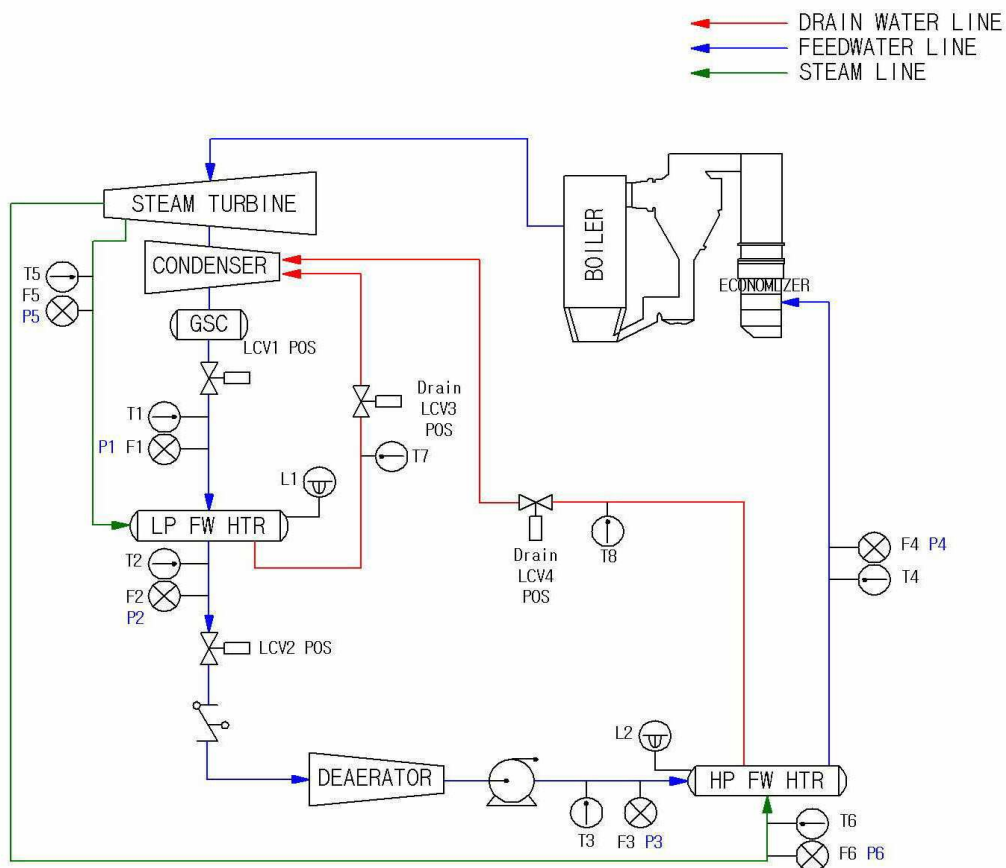 DRAIN WATER LINE
FEEDWATER LINE
STEAM LINE
STEAM TURBINE
BOILER
CONDENSER
T5
F5
P5
ECONOMIZER
GSC
LCV1 POS
Drain
LCV3
POS
T1
P1 F1
T7
L1
LP FW HTR
T2
F2
P2
Drain
LCV4
POS
T8
F4 P4
T4
LCV2 POS
L2
DEAERATOR
HP FW HTR
T3
F3 P3
T6
F6 P6